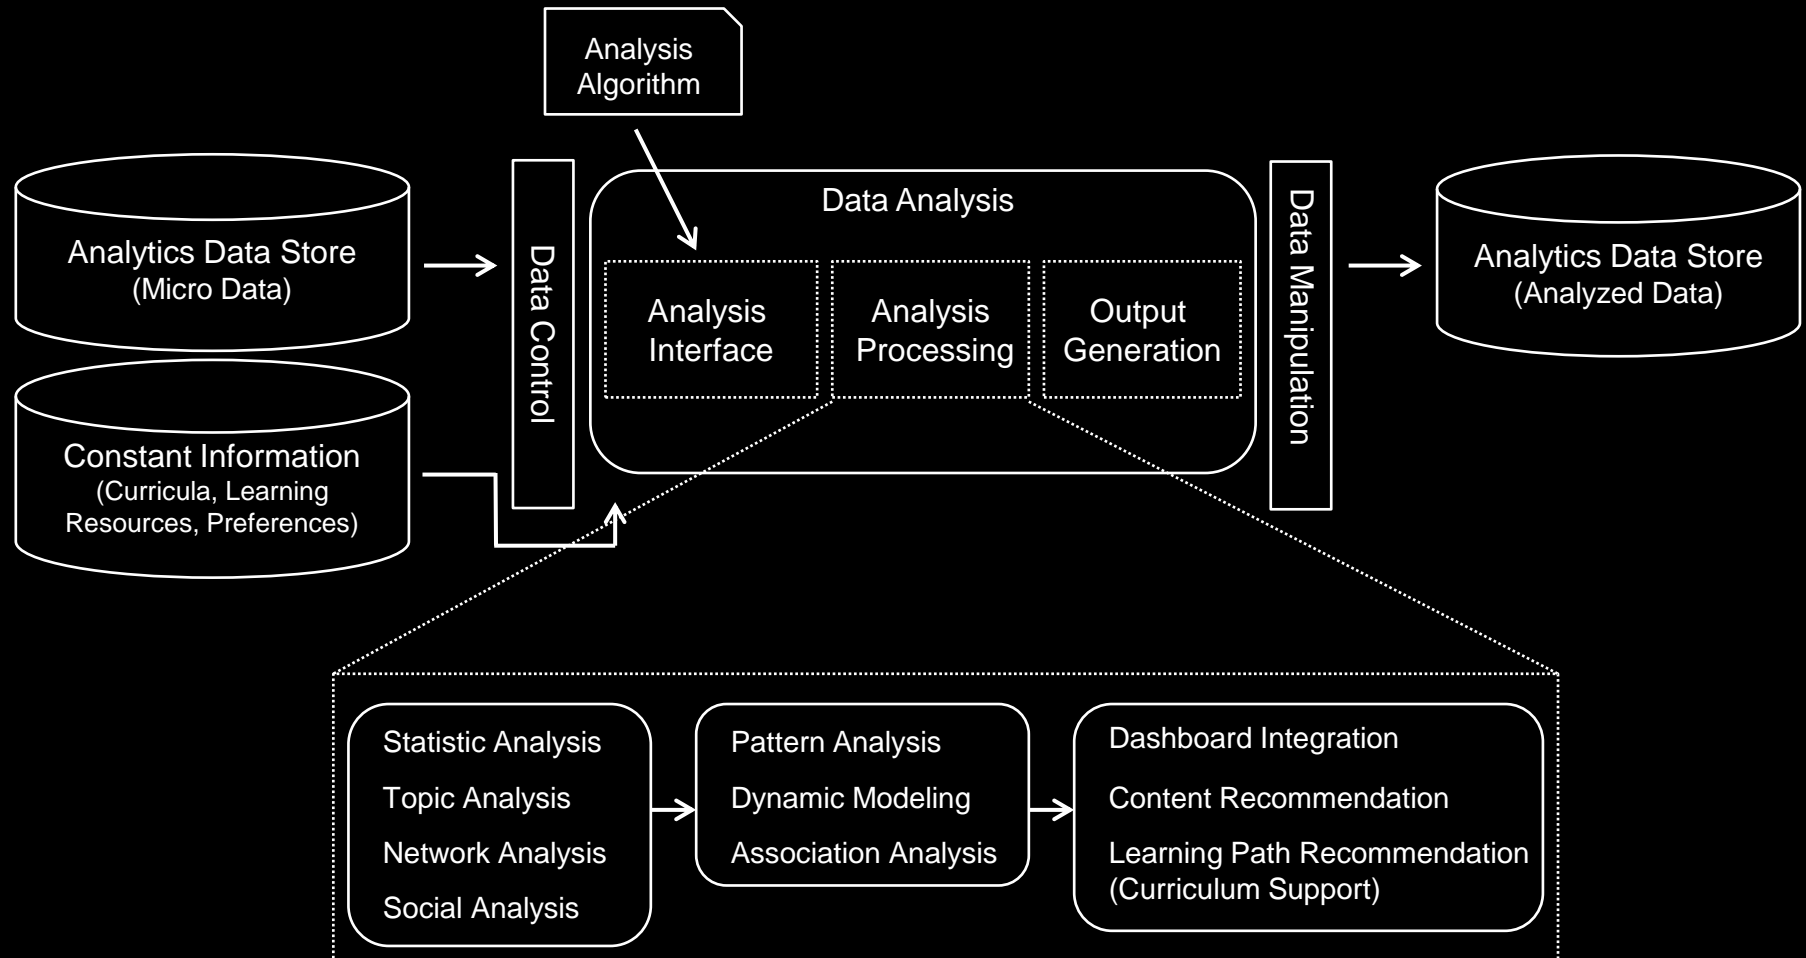 Analysis
Algorithm
Analytics Data Store
(Micro Data)
Constant Information
(Curricula, Learning
Resources, Preferences)
Data Control
Data Analysis
Analysis
Interface
Analysis
Processing
Output
Generation
Data Manipulation
Analytics Data Store
(Analyzed Data)
Statistic Analysis
Topic Analysis
Network Analysis
Social Analysis
Pattern Analysis
Dynamic Modeling
Association Analysis
Dashboard Integration
Content Recommendation
Learning Path Recommendation
(Curriculum Support)